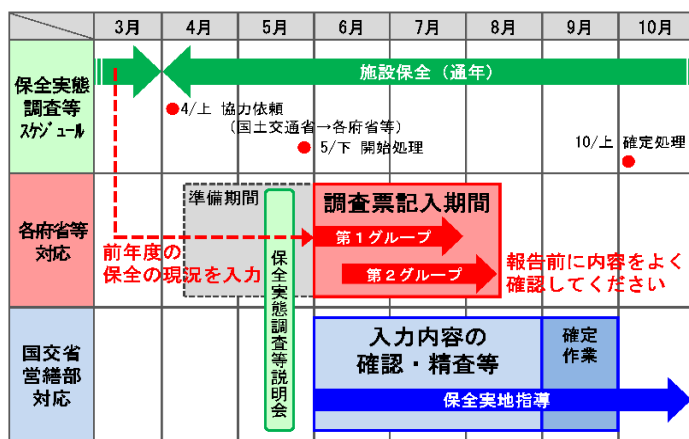 3月
4月
5月
6月
7月
8月
9月
10月
保全実態
調査等
スケジュール
施設保全（通年）
4/上 協力依頼
（国土交通省→各府省等）
5/下 開始処理
10/上 確定処理
各府省等
対応
準備期間
前年度の
保全の現況を入力
保全実態調査等説明会
調査票記入期間
第１グループ
第２グループ
報告前に内容をよく
確認してください
国交省
営繕部
対応
入力内容の
確認・精査等
確定
作業
保全実地指導